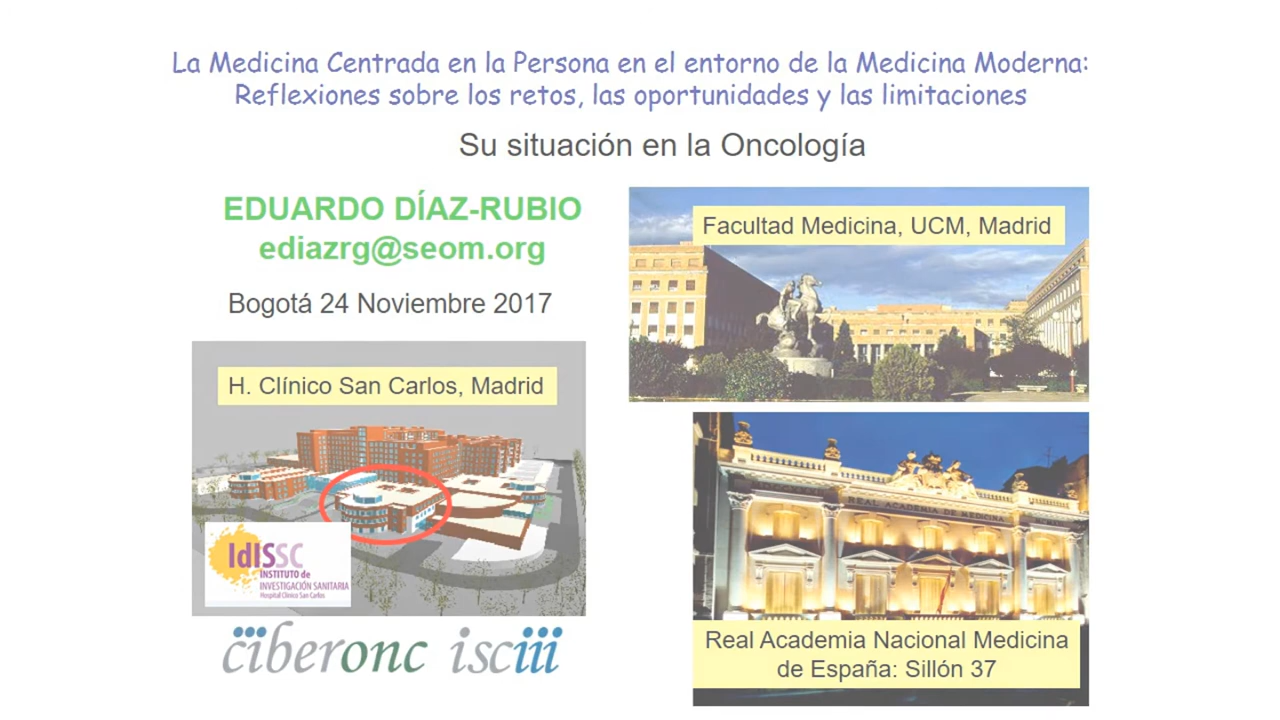 La Medicina Centrada en la Persona en el entorno de la Medicina Moderna:
Reflexiones sobre los retos, las oportunidades y las limitaciones
Su situación en la Oncología
EDUARDO DÍAZ-RUBIO
ediazrg@seom.org
Bogotá 24 Noviembre 2017
Facultad Medicina, UCM, Madrid
H. Clínico San Carlos, Madrid
IdISSC
INSTITUTO de
INVESTIGACIÓN SANITARIA
Hospital Clínico San Carlos
ciberonc isciii
REAL ACADEMIA DE MEDICINA
Real Academia Nacional Medicina
de España: Sillón 37